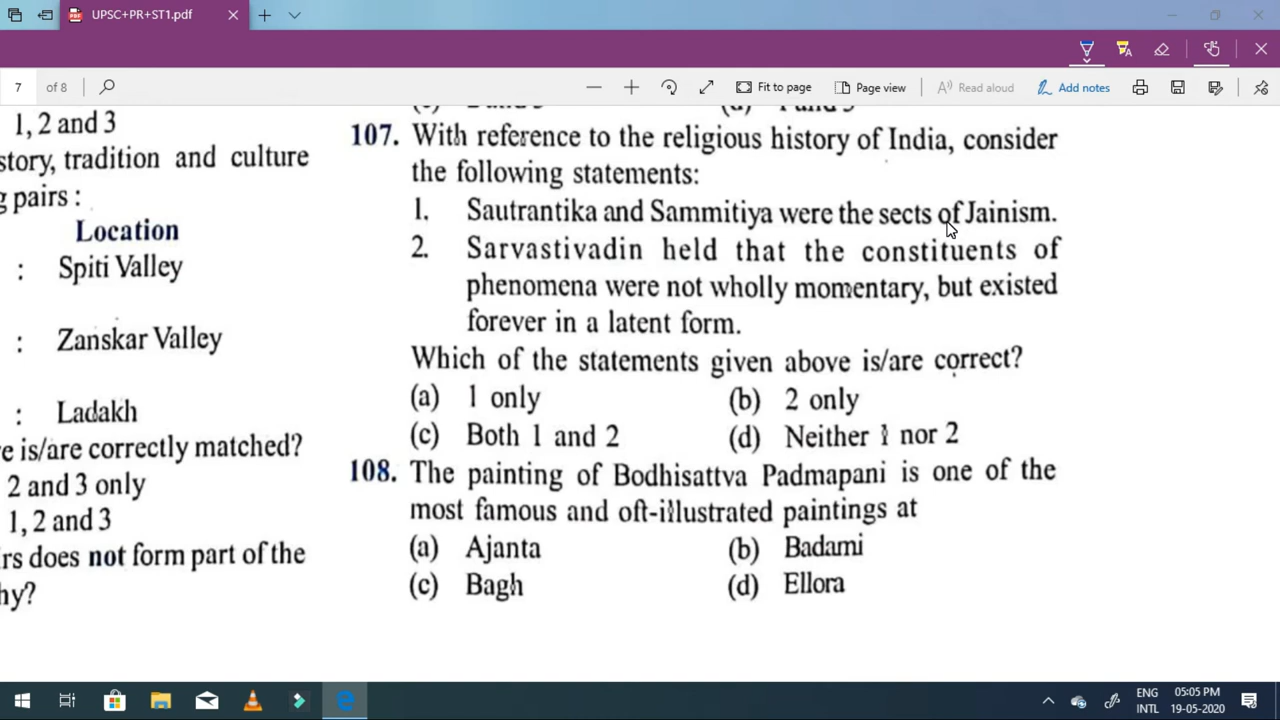 UPSC+PR+ST1.pdf
7 of 8
Fit to page
Page view
Read aloud
Add notes
1, 2 and 3
story, tradition and culture
g pairs :
Location
: Spiti Valley
: Zanskar Valley
: Ladakh
e is/are correctly matched?
2 and 3 only
1, 2 and 3
irs does not form part of the
hy?
107. With reference to the religious history of India, consider
the following statements:
1. Sautrantika and Sammitiya were the sects of Jainism.
2. Sarvastivadin held that the constituents of
phenomena were not wholly momentary, but existed
forever in a latent form.
Which of the statements given above is/are correct?
(a) 1 only (b) 2 only
(c) Both 1 and 2 (d) Neither 1 nor 2
108. The painting of Bodhisattva Padmapani is one of the
most famous and oft-illustrated paintings at
(a) Ajanta (b) Badami
(c) Bagh (d) Ellora
ENG 05:05 PM
INTL 19-05-2020